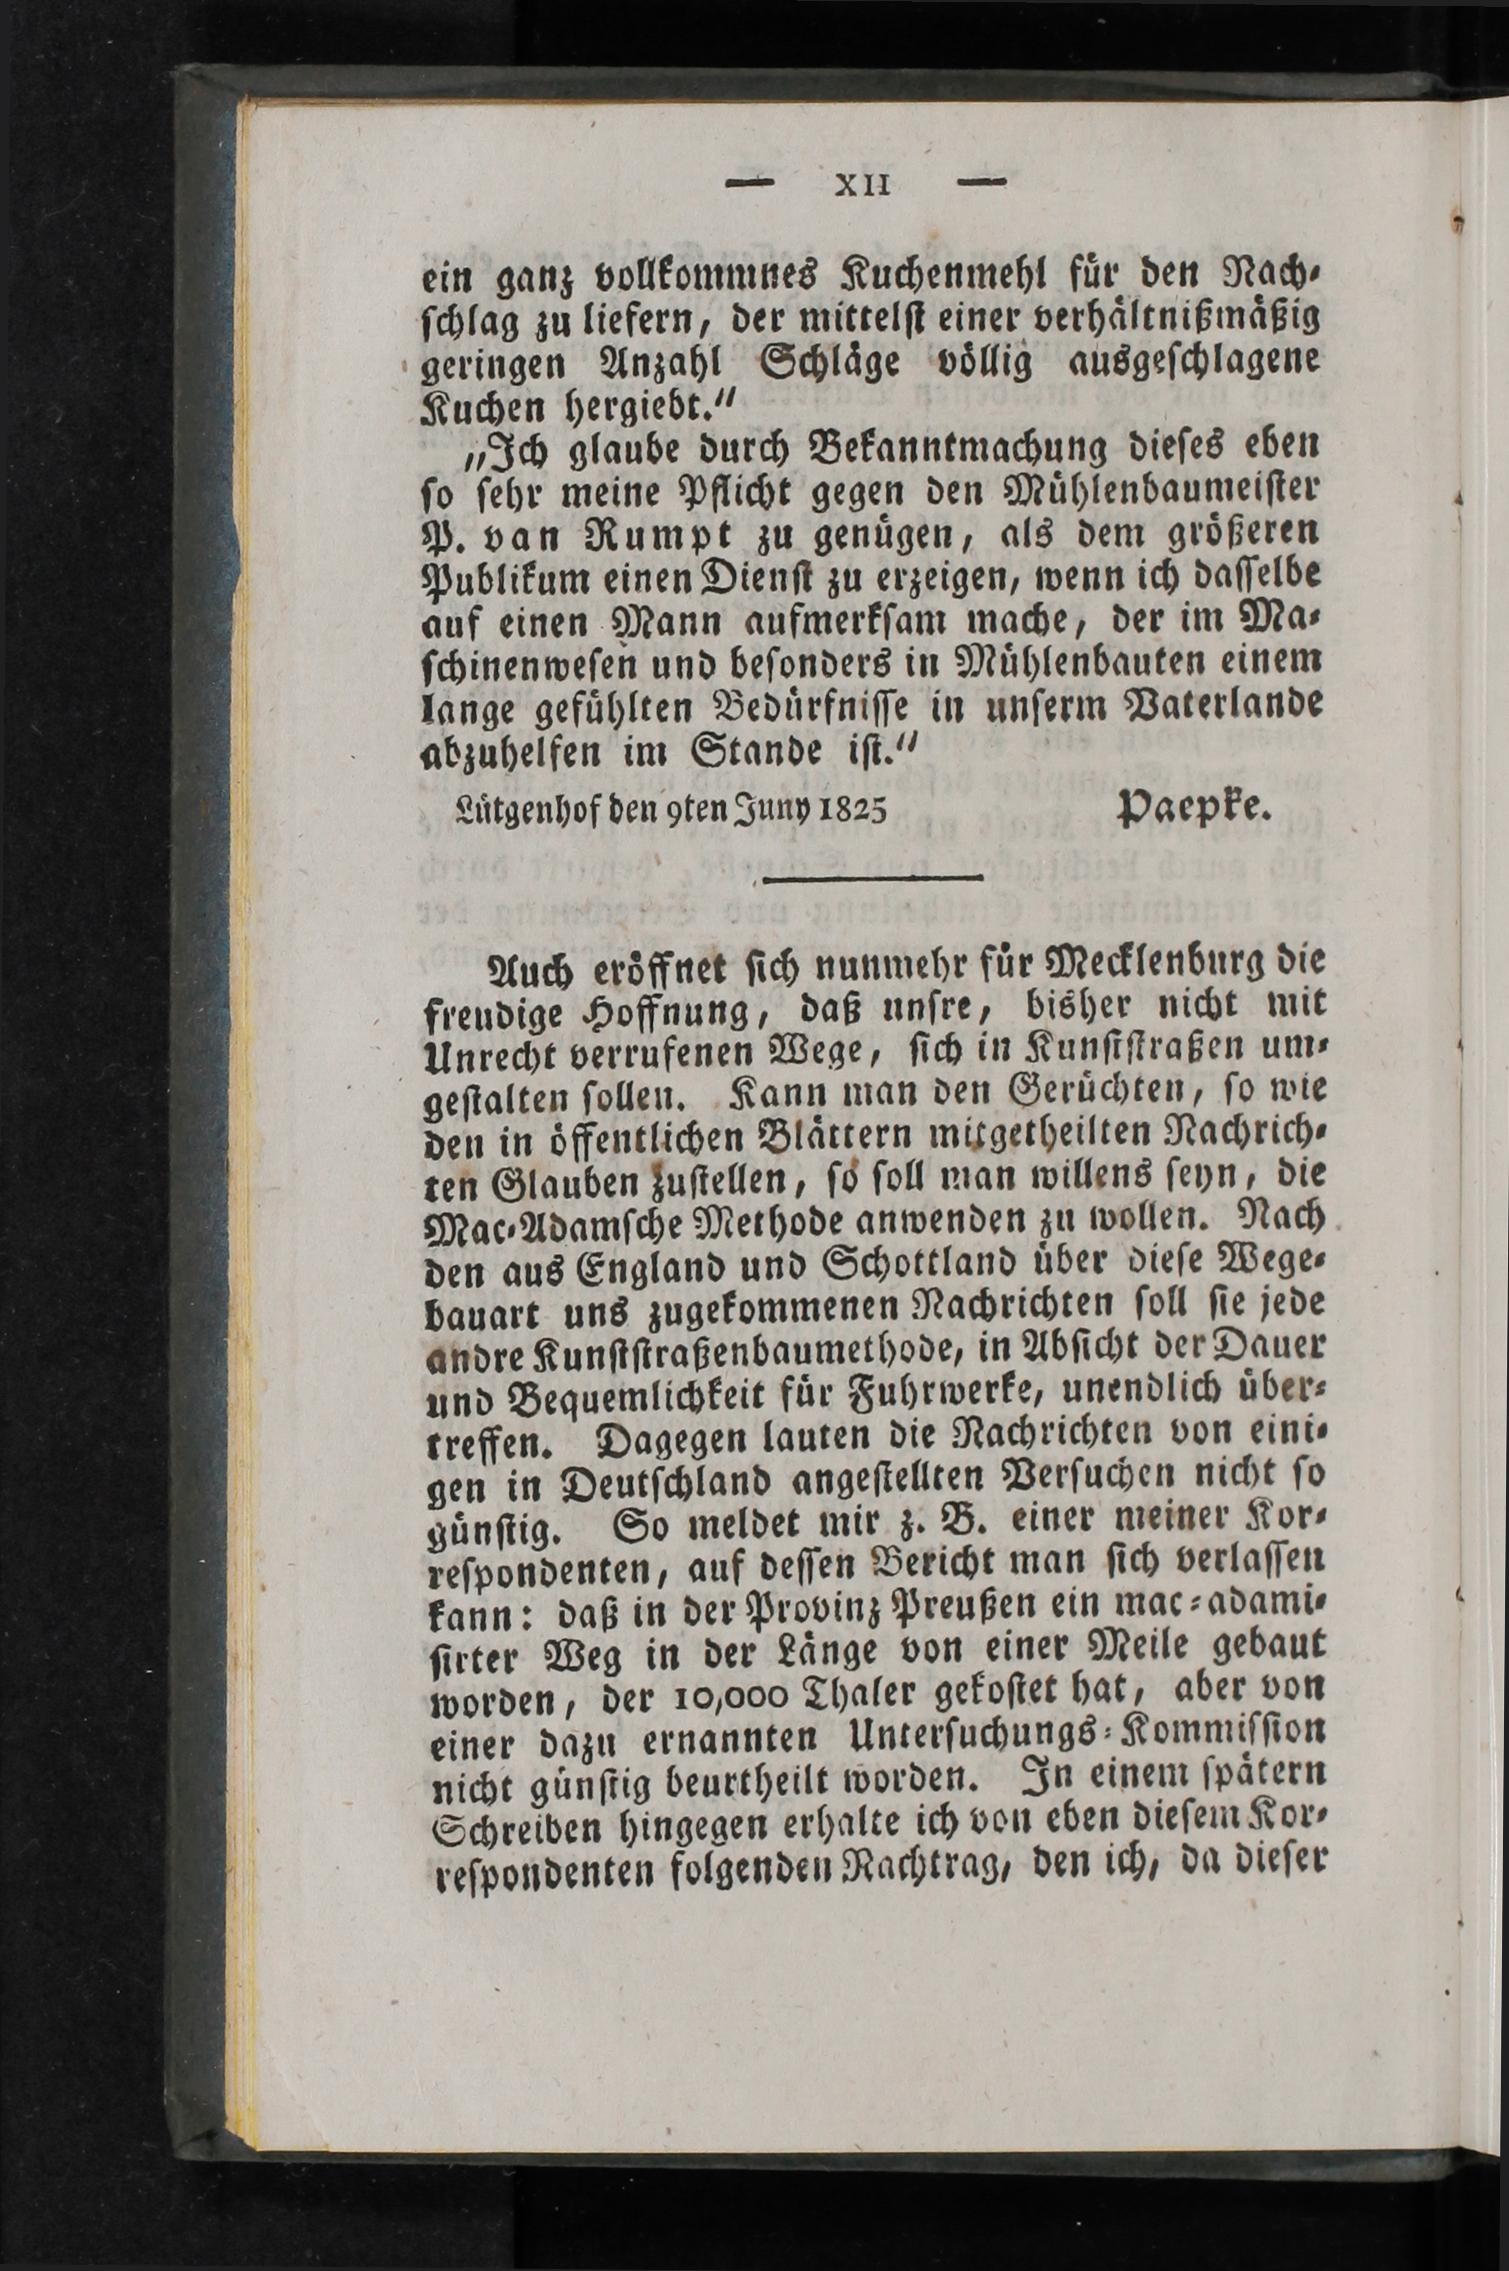 — XII —
ein ganz vollkommnes Kuchenmehl für den Nach-
schlag zu liefern, der mittelst einer verhältnißmäßig
geringen Anzahl Schläge völlig ausgeschlagene
Kuchen hergiebt.“
„Ich glaube durch Bekanntmachung dieses eben
so sehr meine Pflicht gegen den Mühlenbaumeister
P. van Rumpt zu genügen, als dem größeren
Publikum einen Dienst zu erzeigen, wenn ich dasselbe
auf einen Mann aufmerksam mache, der im Ma-
schinenwesen und besonders in Mühlenbauten einem
lange gefühlten Bedürfnisse in unserm Vaterlande
abzuhelfen im Stande ist.“
Lütgenhof den 9ten Juny 1825 Paepke.
Auch eröffnet sich nunmehr für Mecklenburg die
freudige Hoffnung, daß unsre, bisher nicht mit
Unrecht verrufenen Wege, sich in Kunststraßen um-
gestalten sollen. Kann man den Gerüchten, so wie
den in öffentlichen Blättern mitgetheilten Nachrich-
ten Glauben zustellen, so soll man willens seyn, die
Mac-Adamsche Methode anwenden zu wollen. Nach
den aus England und Schottland über diese Wege-
bauart uns zugekommenen Nachrichten soll sie jede
andre Kunststraßenbaumethode, in Absicht der Dauer
und Bequemlichkeit für Fuhrwerke, unendlich über-
treffen. Dagegen lauten die Nachrichten von eini-
gen in Deutschland angestellten Versuchen nicht so
günstig. So meldet mir z. B. einer meiner Kor-
respondenten, auf dessen Bericht man sich verlassen
kann: daß in der Provinz Preußen ein mac-adami-
sirter Weg in der Länge von einer Meile gebaut
worden, der 10,000 Thaler gekostet hat, aber von
einer dazu ernannten Untersuchungs-Kommission
nicht günstig beurtheilt worden. In einem spätern
Schreiben hingegen erhalte ich von eben diesem Kor-
respondenten folgenden Nachtrag, den ich, da dieser